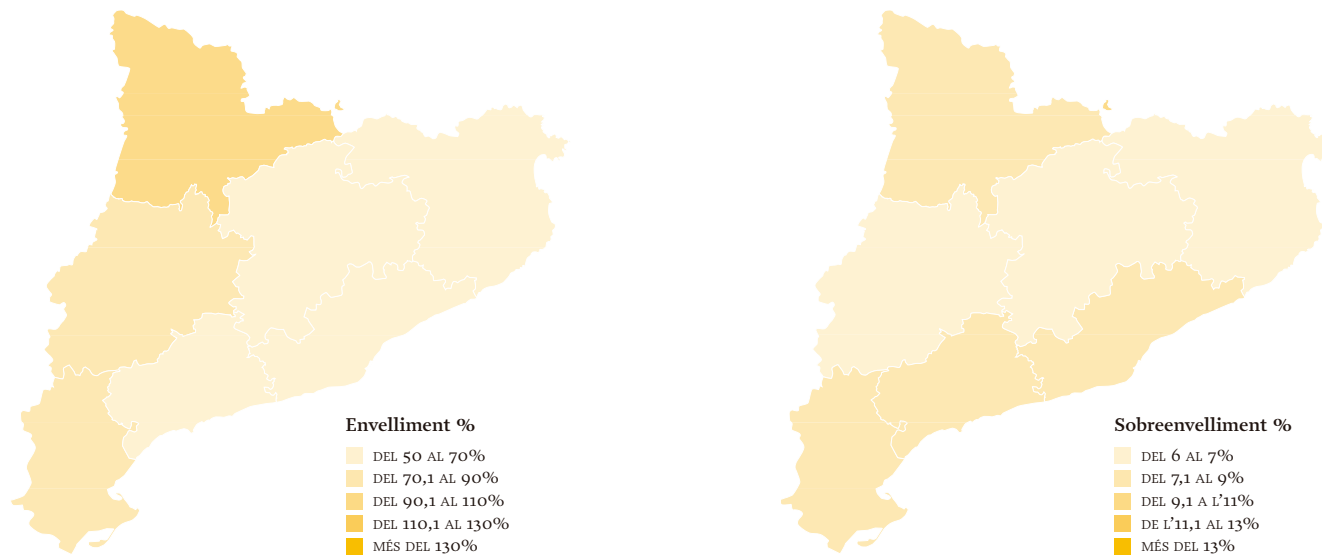 Envelliment %
DEL 50 AL 70%
DEL 70,1 AL 90%
DEL 90,1 AL 110%
DEL 110,1 AL 130%
MÉS DEL 130%
Sobreenvelliment %
DEL 6 AL 7%
DEL 7,1 AL 9%
DEL 9,1 A L’11%
DE L’11,1 AL 13%
MÉS DEL 13%